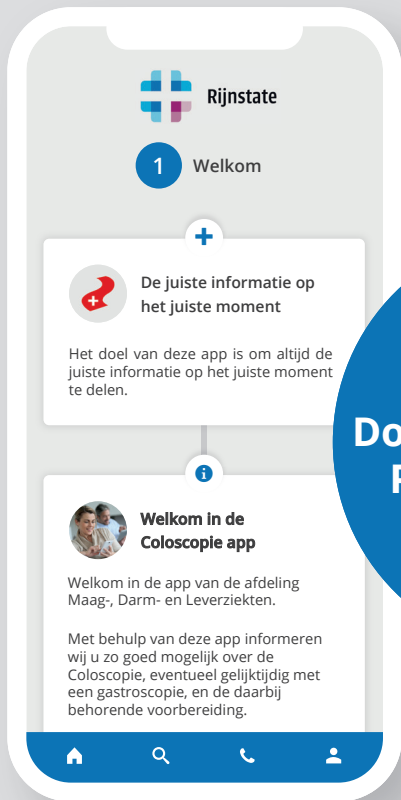 Rijnstate
1 Welkom
De juiste informatie op
het juiste moment
Het doel van deze app is om altijd de
juiste informatie op het juiste moment
te delen.
Welkom in de
Coloscopie app
Welkom in de app van de afdeling
Maag-, Darm- en Leverziekten.
Met behulp van deze app informeren
wij u zo goed mogelijk over de
Coloscopie, eventueel gelijktijdig met
een gastroscopie, en de daarbij
behorende voorbereiding.